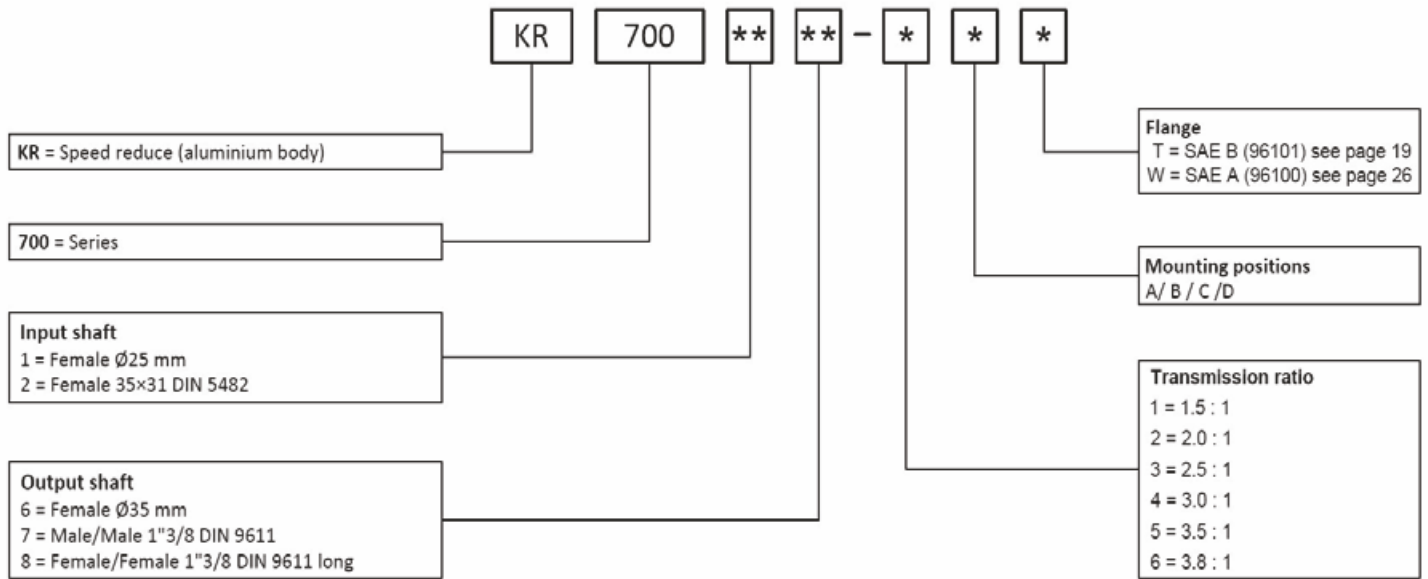 KR 700 ** ** - * * *
KR = Speed reduce (aluminium body)
700 = Series
Input shaft
1 = Female Ø25 mm
2 = Female 35×31 DIN 5482
Output shaft
6 = Female Ø35 mm
7 = Male/Male 1"3/8 DIN 9611
8 = Female/Female 1"3/8 DIN 9611 long
Flange
T = SAE B (96101) see page 19
W = SAE A (96100) see page 26
Mounting positions
A/ B / C /D
Transmission ratio
1 = 1.5 : 1
2 = 2.0 : 1
3 = 2.5 : 1
4 = 3.0 : 1
5 = 3.5 : 1
6 = 3.8 : 1